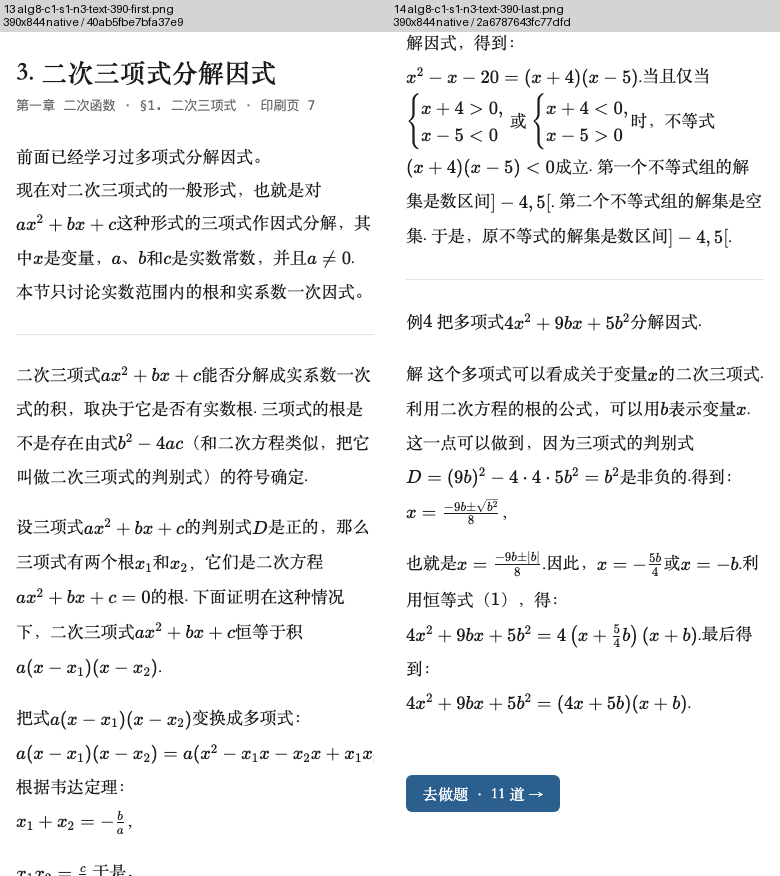 13 alg8-c1-s1-n3-text-390-first.png
390x844 native / 40ab5fbe7bfa37e9
3. 二次三项式分解因式
第一章 二次函数 · §1. 二次三项式 · 印刷页 7
前面已经学习过多项式分解因式。
现在对二次三项式的一般形式，也就是对
ax² + bx + c这种形式的三项式作因式分解，其
中x是变量，a、b和c是实数常数，并且a ≠ 0.
本节只讨论实数范围内的根和实系数一次因式。
二次三项式ax² + bx + c能否分解成实系数一次
式的积，取决于它是否有实数根. 三项式的根是
不是存在由式b² − 4ac（和二次方程类似，把它
叫做二次三项式的判别式）的符号确定.
设三项式ax² + bx + c的判别式D是正的，那么
三项式有两个根x₁和x₂，它们是二次方程
ax² + bx + c = 0的根. 下面证明在这种情况
下，二次三项式ax² + bx + c恒等于积
a(x − x₁)(x − x₂).
把式a(x − x₁)(x − x₂)变换成多项式：
a(x − x₁)(x − x₂) = a(x² − x₁x − x₂x + x₁x
根据韦达定理：
x₁ + x₂ = −b/a，
x₁x₂ = c/a 于是，
14 alg8-c1-s1-n3-text-390-last.png
390x844 native / 2a6787643fc77dfd
解因式，得到：
x² − x − 20 = (x + 4)(x − 5).当且仅当
{x + 4 > 0, x − 5 < 0 或 {x + 4 < 0, x − 5 > 0 时，不等式
(x + 4)(x − 5) < 0成立. 第一个不等式组的解
集是数区间] − 4, 5[. 第二个不等式组的解集是空
集. 于是，原不等式的解集是数区间] − 4, 5[.
例4 把多项式4x² + 9bx + 5b²分解因式.
解 这个多项式可以看成关于变量x的二次三项式.
利用二次方程的根的公式，可以用b表示变量x.
这一点可以做到，因为三项式的判别式
D = (9b)² − 4 · 4 · 5b² = b²是非负的.得到：
x = (−9b±√b²)/8，
也就是x = (−9b±|b|)/8.因此，x = −5b/4或x = −b.利
用恒等式（1），得：
4x² + 9bx + 5b² = 4 (x + 5/4b) (x + b).最后得
到：
4x² + 9bx + 5b² = (4x + 5b)(x + b).
去做题 · 11 道 →